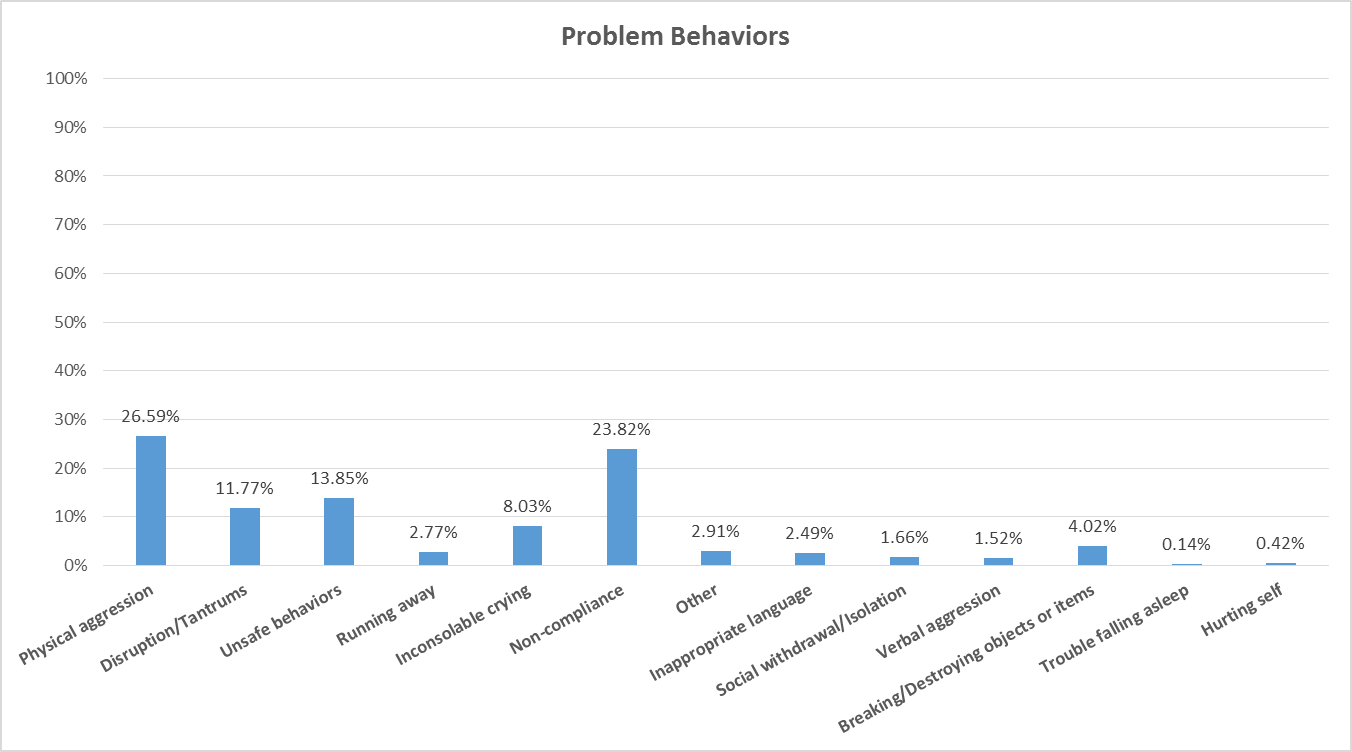 Problem Behaviors
100%
90%
80%
70%
60%
50%
40%
30%
20%
10%
0%
26.59%
11.77%
13.85%
2.77%
8.03%
23.82%
2.91%
2.49%
1.66%
1.52%
4.02%
0.14%
0.42%
Physical aggression
Disruption/Tantrums
Unsafe behaviors
Running away
Inconsolable crying
Non-compliance
Other
Inappropriate language
Social withdrawal/Isolation
Verbal aggression
Breaking/Destroying objects or items
Trouble falling asleep
Hurting self